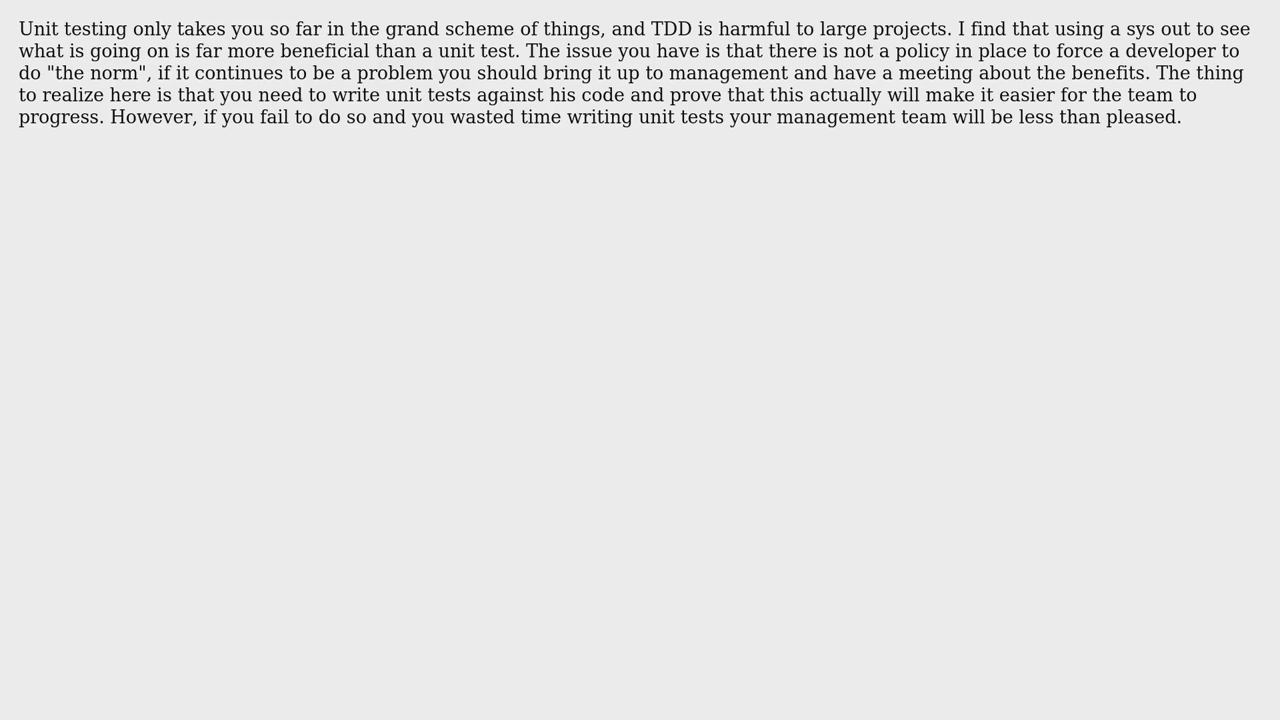 Unit testing only takes you so far in the grand scheme of things, and TDD is harmful to large projects. I find that using a sys out to see
what is going on is far more beneficial than a unit test. The issue you have is that there is not a policy in place to force a developer to
do "the norm", if it continues to be a problem you should bring it up to management and have a meeting about the benefits. The thing
to realize here is that you need to write unit tests against his code and prove that this actually will make it easier for the team to
progress. However, if you fail to do so and you wasted time writing unit tests your management team will be less than pleased.